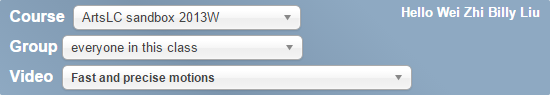 Course ArtsLC sandbox 2013W Hello Wei Zhi Billy Liu
Group everyone in this class
Video Fast and precise motions